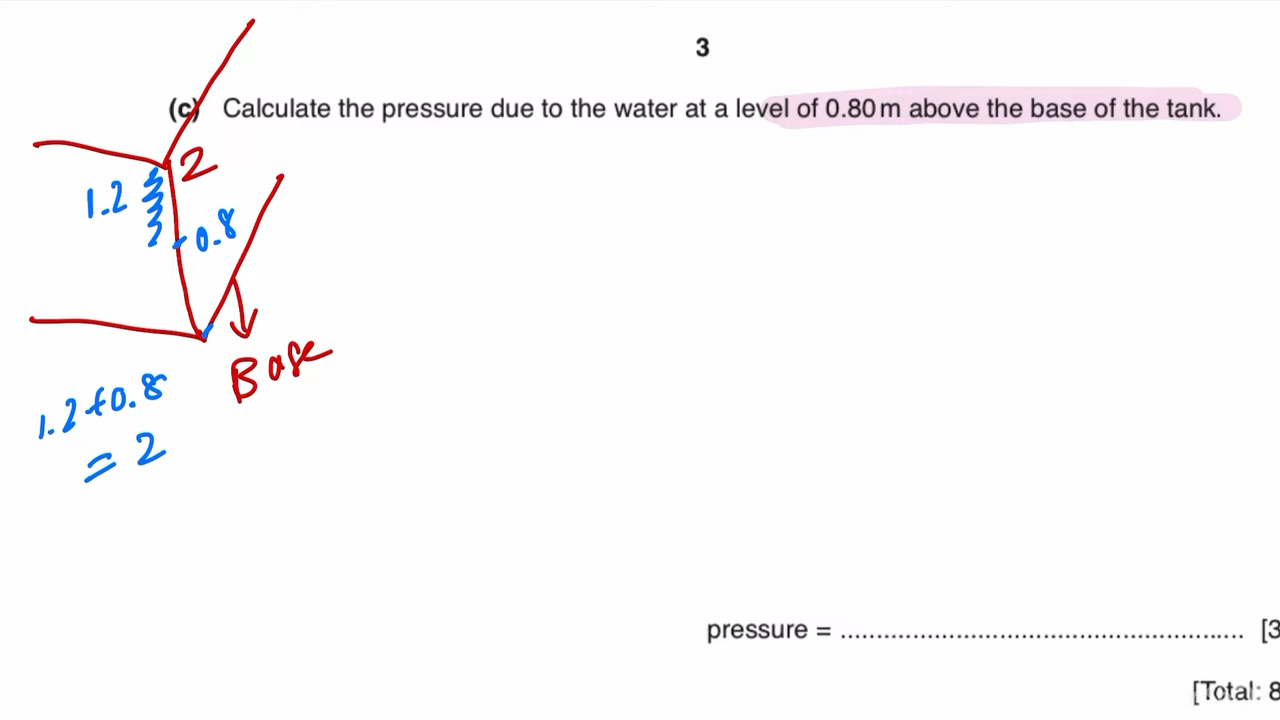 3
(c) Calculate the pressure due to the water at a level of 0.80 m above the base of the tank.
2
1.2
0.8
Base
1.2+0.8
= 2
pressure = ........................................................... [3
[Total: 8